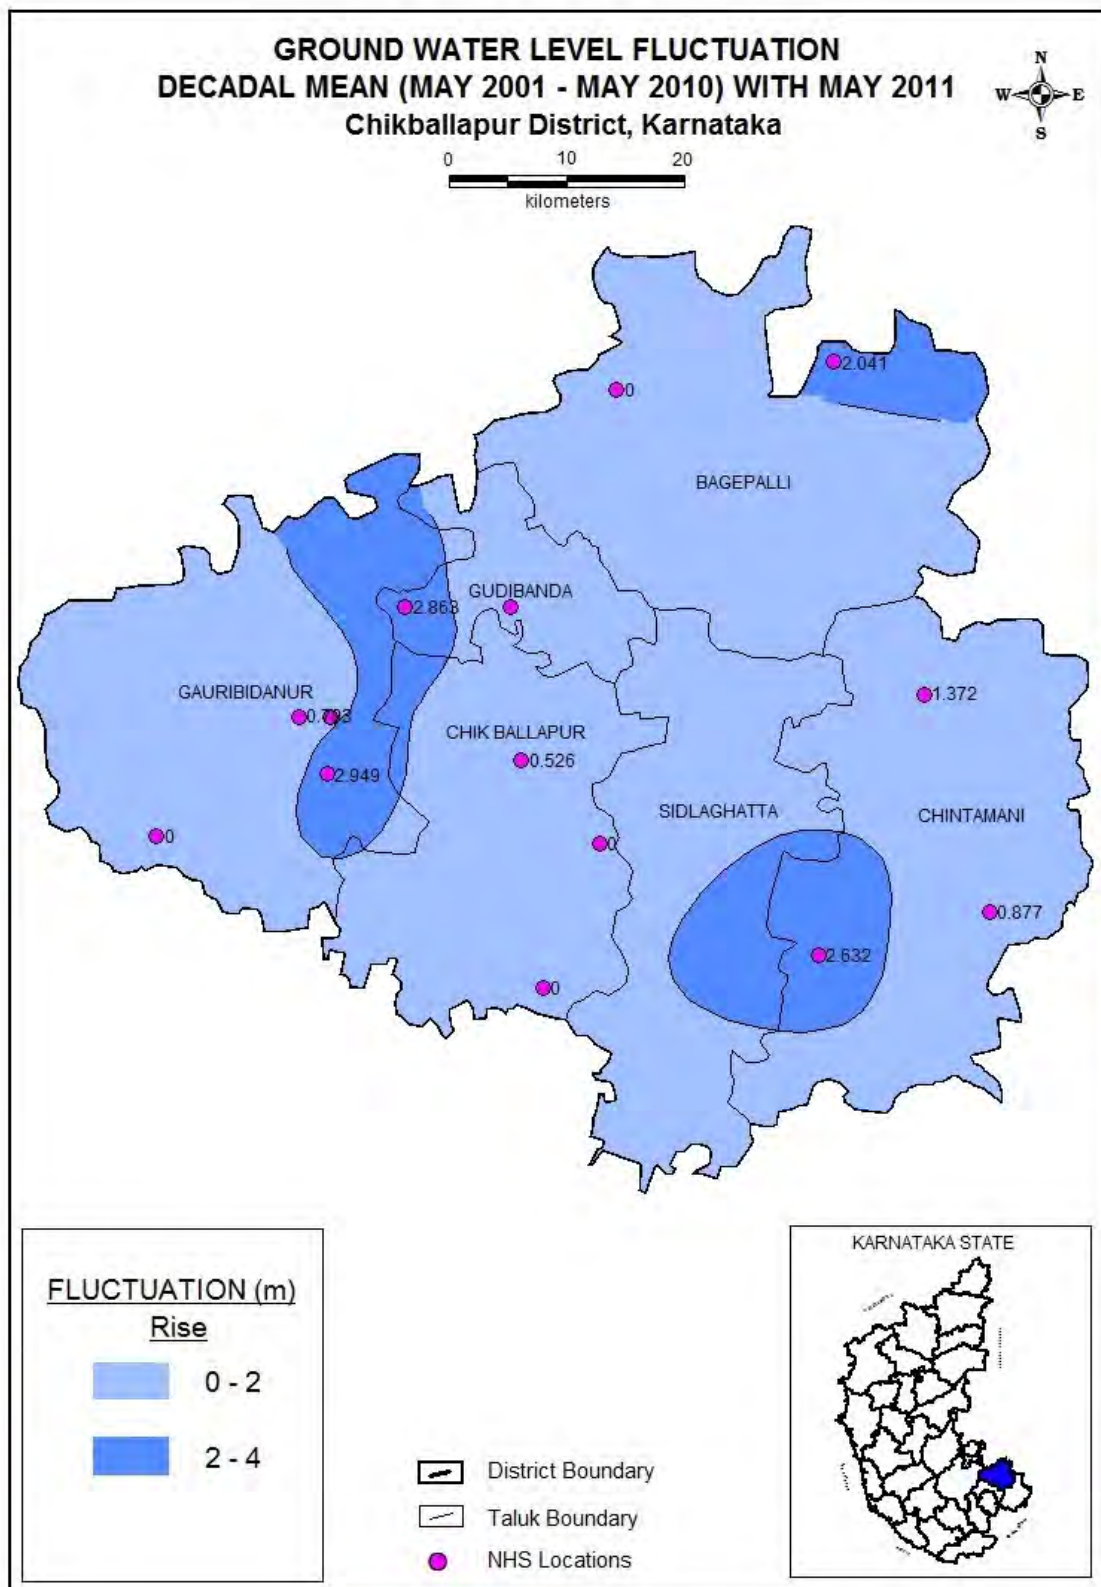 GROUND WATER LEVEL FLUCTUATION
DECADAL MEAN (MAY 2001 - MAY 2010) WITH MAY 2011
Chikballapur District, Karnataka
N
W E
S
0 10 20
kilometers
2.041
0
BAGEPALLI
GUDIBANDA
2.863
GAURIBIDANUR
1.372
CHIK BALLAPUR
0.526
2.949
SIDLAGHATTA
CHINTAMANI
0
0
0.877
2.632
0
FLUCTUATION (m)
Rise
0 - 2
2 - 4
District Boundary
Taluk Boundary
NHS Locations
KARNATAKA STATE